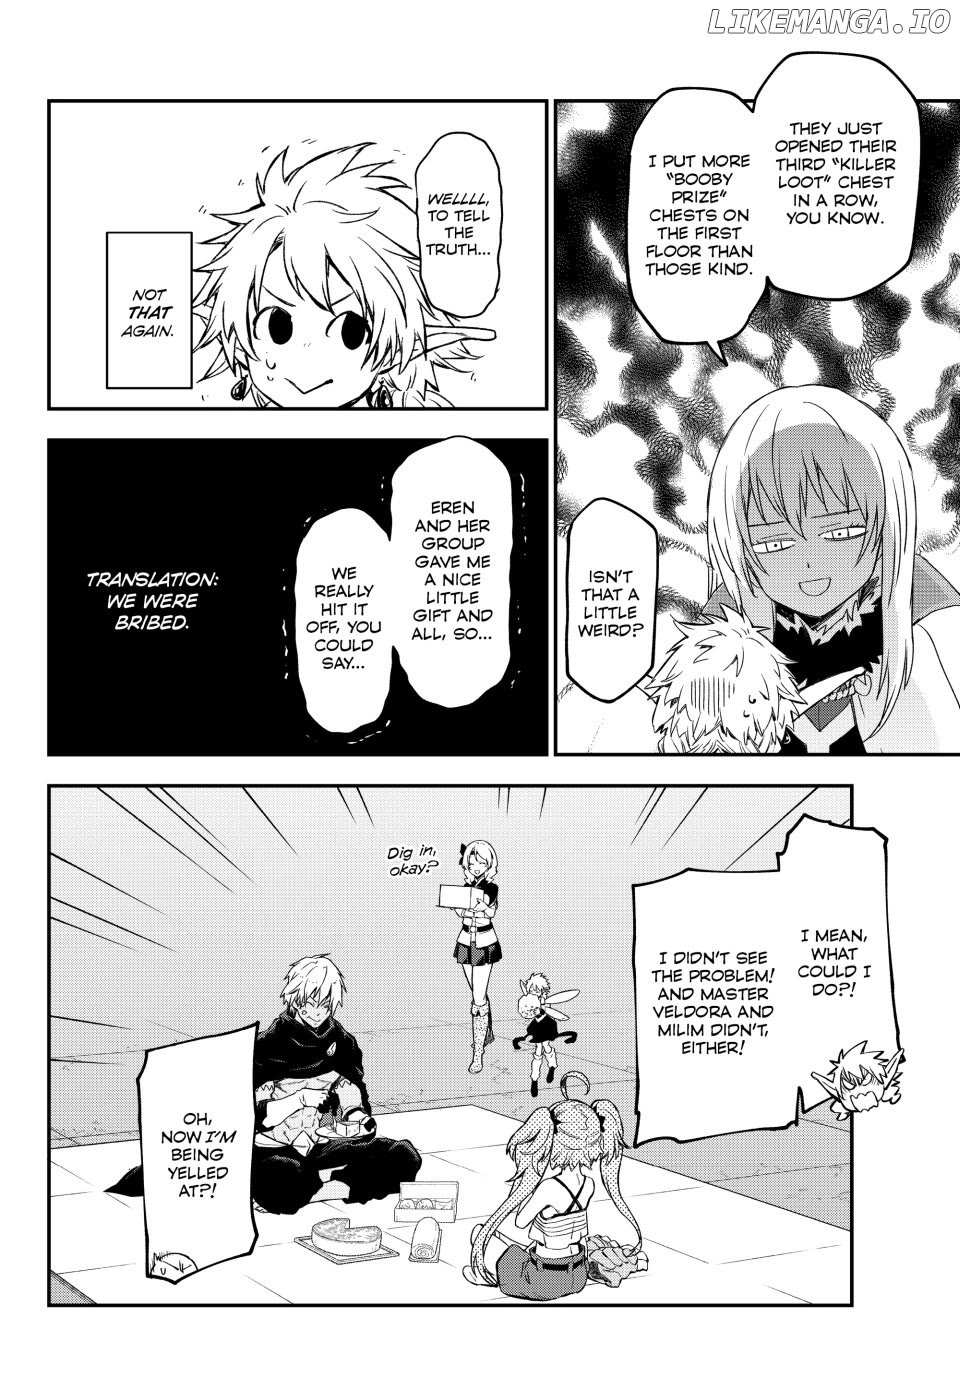 LIKEMANGA.IO
THEY JUST
OPENED THEIR
THIRD "KILLER
LOOT" CHEST
IN A ROW,
YOU KNOW.
I PUT MORE
"BOOBY
PRIZE"
CHESTS ON
THE FIRST
FLOOR THAN
THOSE KIND.
ISN'T
THAT A
LITTLE
WEIRD?
WELLLL,
TO TELL
THE
TRUTH...
NOT
THAT
AGAIN.
EREN
AND HER
GROUP
GAVE ME
A NICE
LITTLE
GIFT AND
ALL, SO...
WE
REALLY
HIT IT
OFF, YOU
COULD
SAY...
TRANSLATION:
WE WERE
BRIBED.
I MEAN,
WHAT
COULD I
DO?!
I DIDN'T SEE
THE PROBLEM!
AND MASTER
VELDORA AND
MILIM DIDN'T,
EITHER!
Dig in,
okay?
OH,
NOW I'M
BEING
YELLED
AT?!